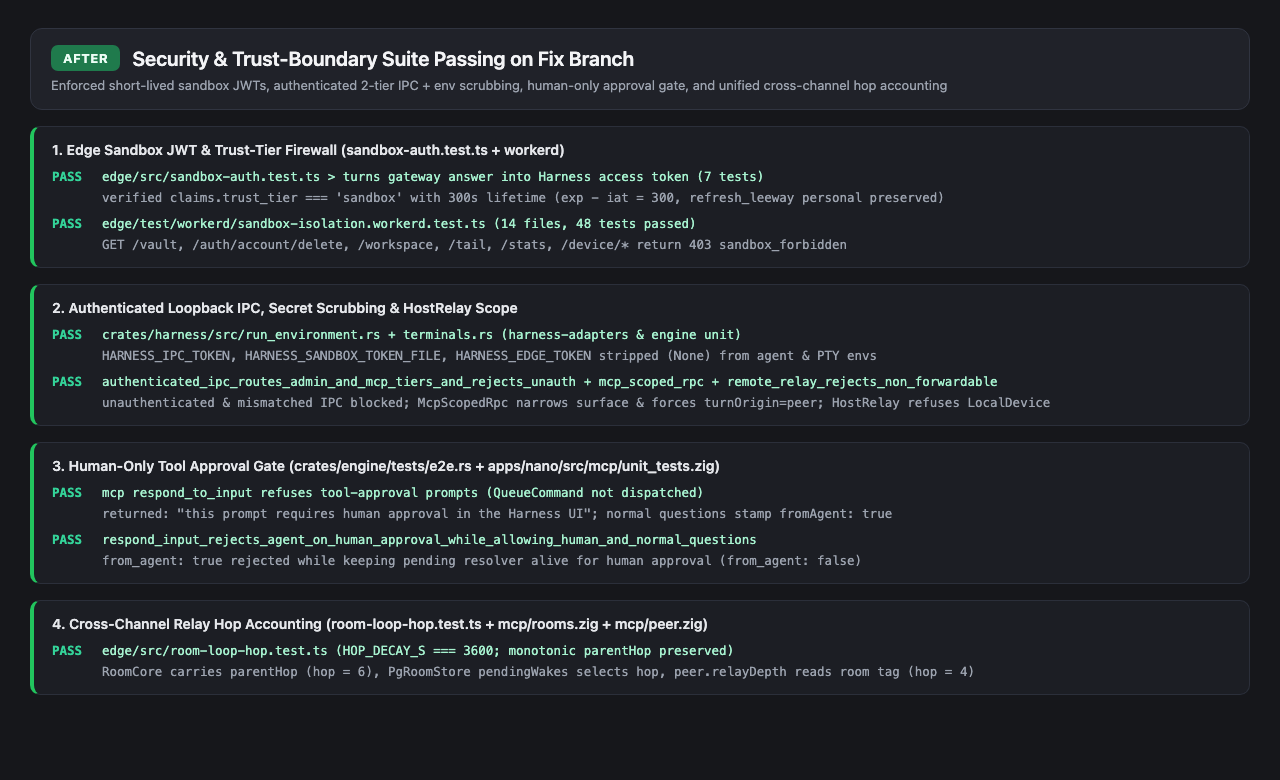 AFTER Security & Trust-Boundary Suite Passing on Fix Branch
Enforced short-lived sandbox JWTs, authenticated 2-tier IPC + env scrubbing, human-only approval gate, and unified cross-channel hop accounting
1. Edge Sandbox JWT & Trust-Tier Firewall (sandbox-auth.test.ts + workerd)
PASS edge/src/sandbox-auth.test.ts > turns gateway answer into Harness access token (7 tests)
verified claims.trust_tier === 'sandbox' with 300s lifetime (exp − iat = 300, refresh_leeway personal preserved)
PASS edge/test/workerd/sandbox-isolation.workerd.test.ts (14 files, 48 tests passed)
GET /vault, /auth/account/delete, /workspace, /tail, /stats, /device/* return 403 sandbox_forbidden
2. Authenticated Loopback IPC, Secret Scrubbing & HostRelay Scope
PASS crates/harness/src/run_environment.rs + terminals.rs (harness-adapters & engine unit)
HARNESS_IPC_TOKEN, HARNESS_SANDBOX_TOKEN_FILE, HARNESS_EDGE_TOKEN stripped (None) from agent & PTY envs
PASS authenticated_ipc_routes_admin_and_mcp_tiers_and_rejects_unauth + mcp_scoped_rpc + remote_relay_rejects_non_forwardable
unauthenticated & mismatched IPC blocked; McpScopedRpc narrows surface & forces turnOrigin=peer; HostRelay refuses LocalDevice
3. Human-Only Tool Approval Gate (crates/engine/tests/e2e.rs + apps/nano/src/mcp/unit_tests.zig)
PASS mcp respond_to_input refuses tool-approval prompts (QueueCommand not dispatched)
returned: "this prompt requires human approval in the Harness UI"; normal questions stamp fromAgent: true
PASS respond_input_rejects_agent_on_human_approval_while_allowing_human_and_normal_questions
from_agent: true rejected while keeping pending resolver alive for human approval (from_agent: false)
4. Cross-Channel Relay Hop Accounting (room-loop-hop.test.ts + mcp/rooms.zig + mcp/peer.zig)
PASS edge/src/room-loop-hop.test.ts (HOP_DECAY_S === 3600; monotonic parentHop preserved)
RoomCore carries parentHop (hop = 6), PgRoomStore pendingWakes selects hop, peer.relayDepth reads room tag (hop = 4)